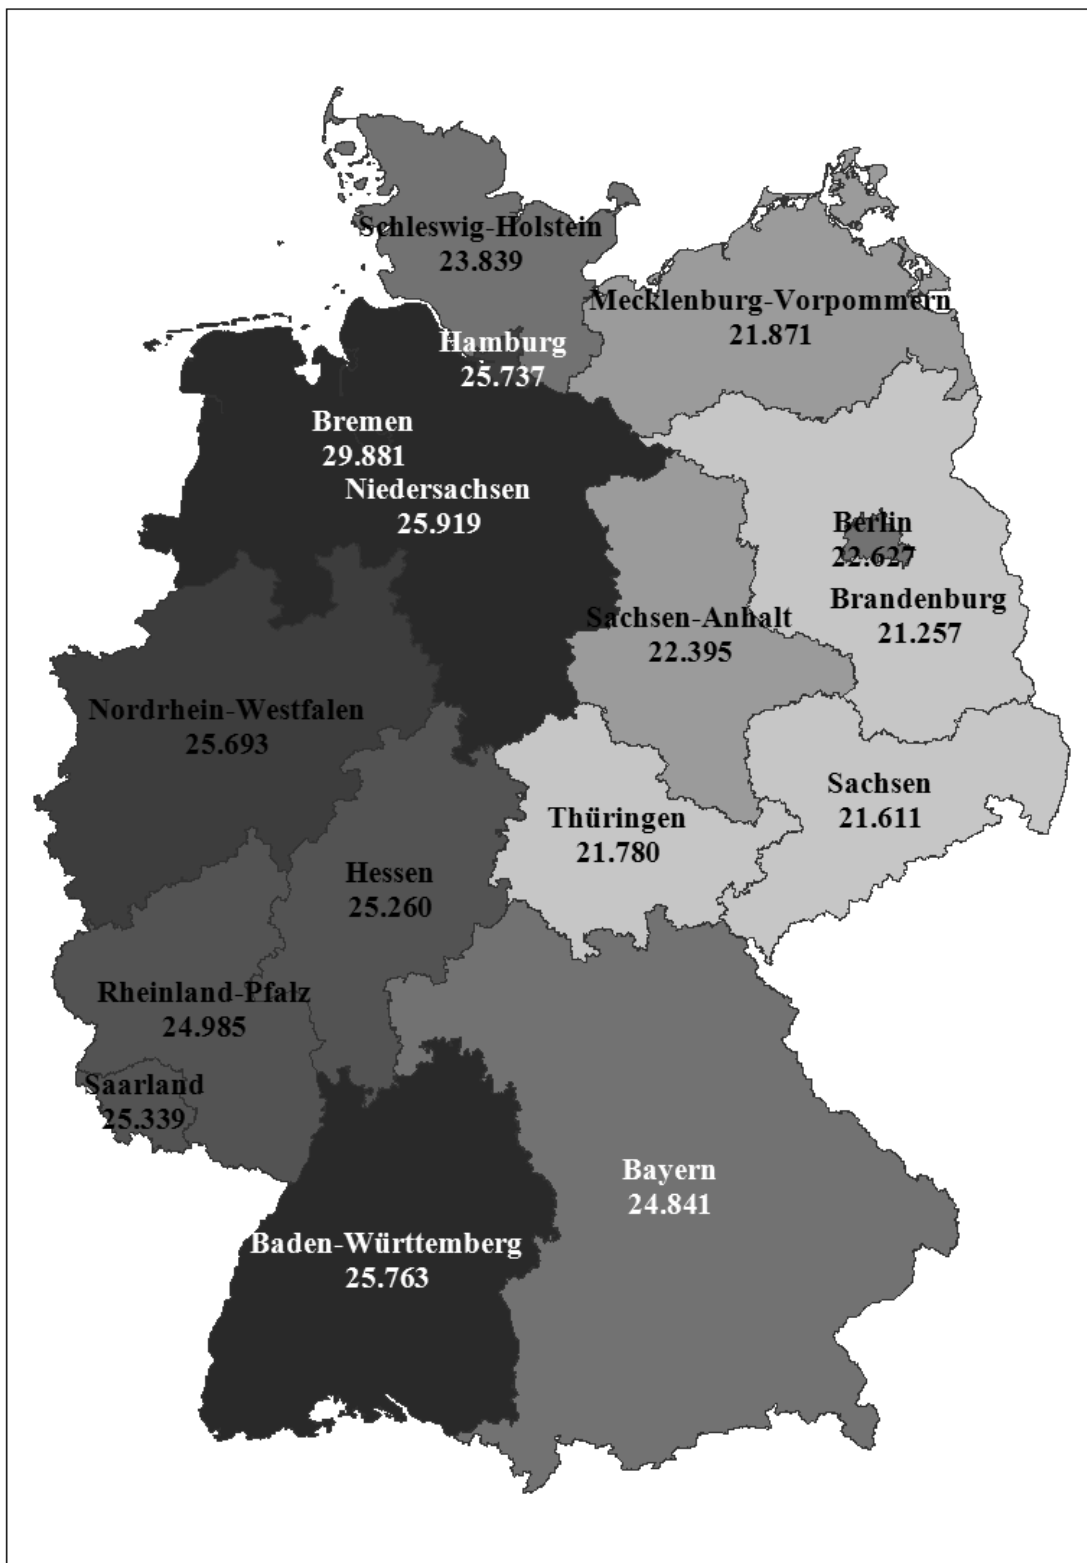 Schleswig-Holstein
23.839
Mecklenburg-Vorpommern
21.871
Hamburg
25.737
Bremen
29.881
Niedersachsen
25.919
Berlin
22.627
Brandenburg
21.257
Sachsen-Anhalt
22.395
Nordrhein-Westfalen
25.693
Sachsen
21.611
Thüringen
21.780
Hessen
25.260
Rheinland-Pfalz
24.985
Saarland
25.339
Bayern
24.841
Baden-Württemberg
25.763